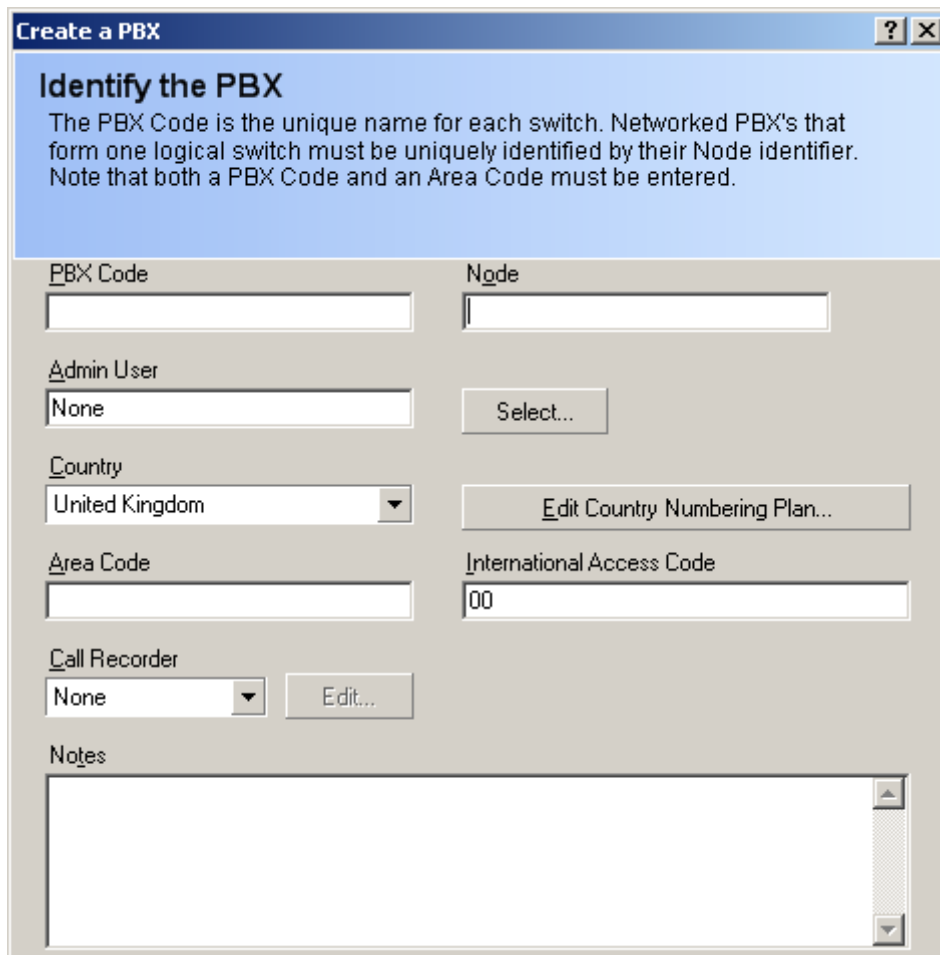 Create a PBX
Identify the PBX
The PBX Code is the unique name for each switch. Networked PBX's that
form one logical switch must be uniquely identified by their Node identifier.
Note that both a PBX Code and an Area Code must be entered.
PBX Code
Node
Admin User
None
Select...
Country
United Kingdom
Edit Country Numbering Plan...
Area Code
International Access Code
00
Call Recorder
None
Edit...
Notes